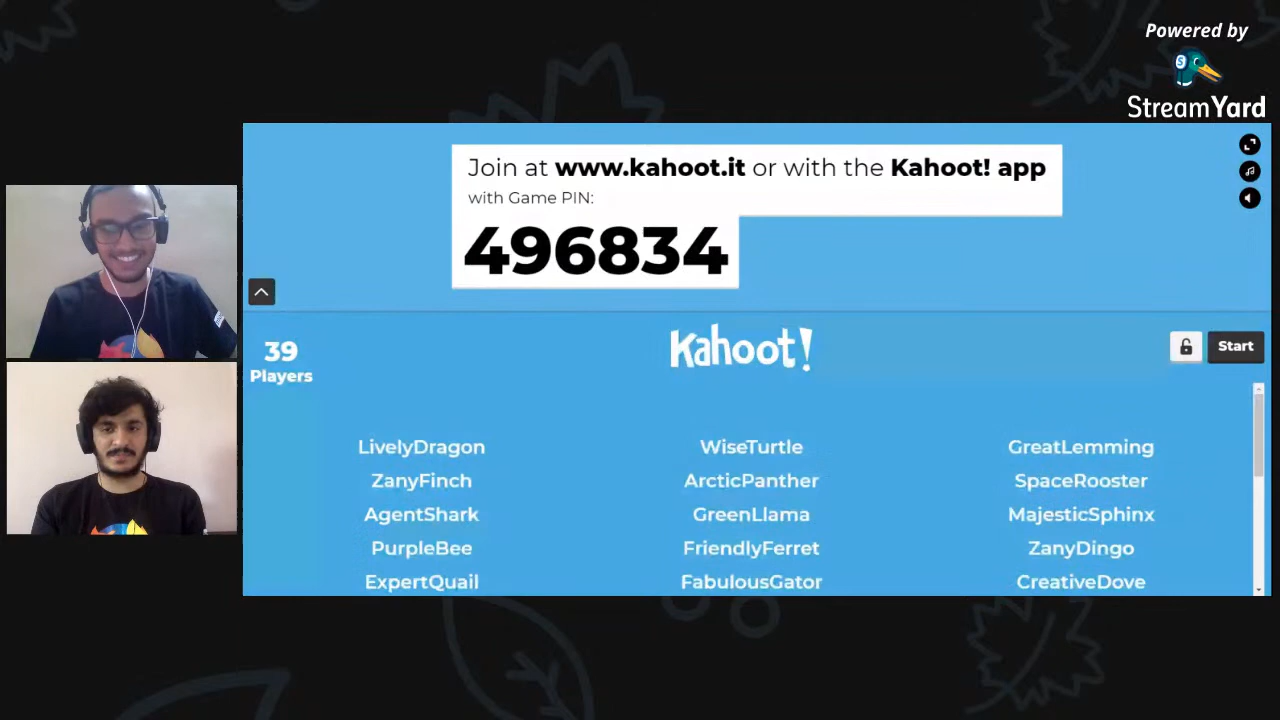 Powered by
StreamYard
Join at www.kahoot.it or with the Kahoot! app
with Game PIN:
496834
39
Players
Kahoot!
Start
LivelyDragon WiseTurtle GreatLemming
ZanyFinch ArcticPanther SpaceRooster
AgentShark GreenLlama MajesticSphinx
PurpleBee FriendlyFerret ZanyDingo
ExpertQuail FabulousGator CreativeDove